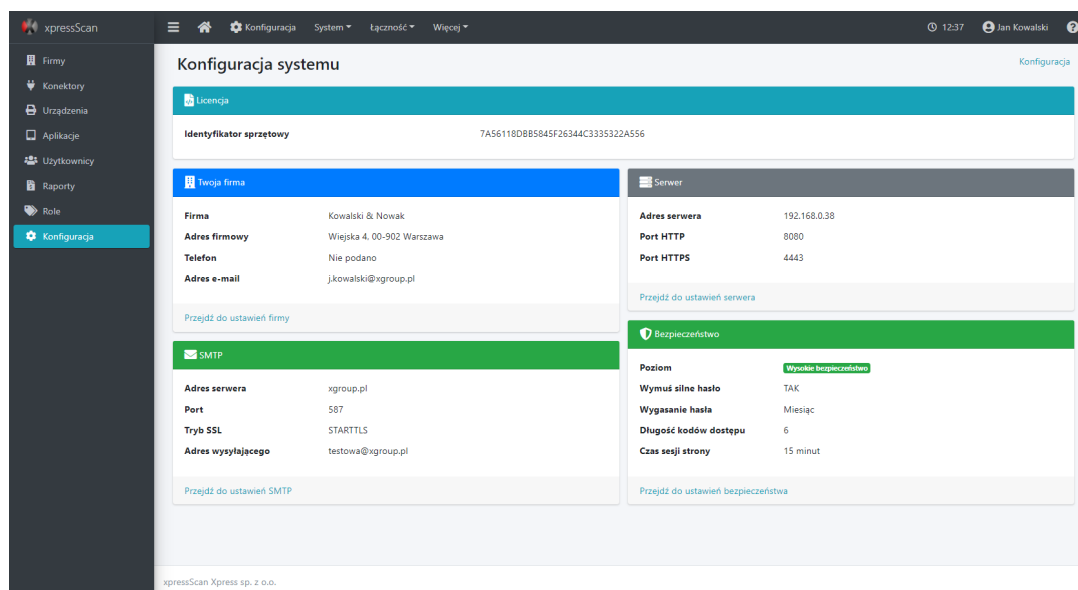 xpressScan
Konfiguracja System Łączność Więcej 12:37 Jan Kowalski
Firmy
Konektory
Urządzenia
Aplikacje
Użytkownicy
Raporty
Role
Konfiguracja
Konfiguracja systemu
Konfiguracja
Licencja
Identyfikator sprzętowy 7A56118DBB5845F26344C3335322A556
Twoja firma
Firma Kowalski & Nowak
Adres firmowy Wiejska 4. 00-902 Warszawa
Telefon Nie podano
Adres e-mail j.kowalski@xgroup.pl
Przejdź do ustawień firmy
Serwer
Adres serwera 192.168.0.38
Port HTTP 8080
Port HTTPS 4443
Przejdź do ustawień serwera
SMTP
Adres serwera xgroup.pl
Port 587
Tryb SSL STARTTLS
Adres wysyłającego testowa@xgroup.pl
Przejdź do ustawień SMTP
Bezpieczeństwo
Poziom Wysokie bezpieczeństwo
Wymuś silne hasło TAK
Wygasanie hasła Miesiąc
Długość kodów dostępu 6
Czas sesji strony 15 minut
Przejdź do ustawień bezpieczeństwa
xpressScan Xpress sp. z o.o.